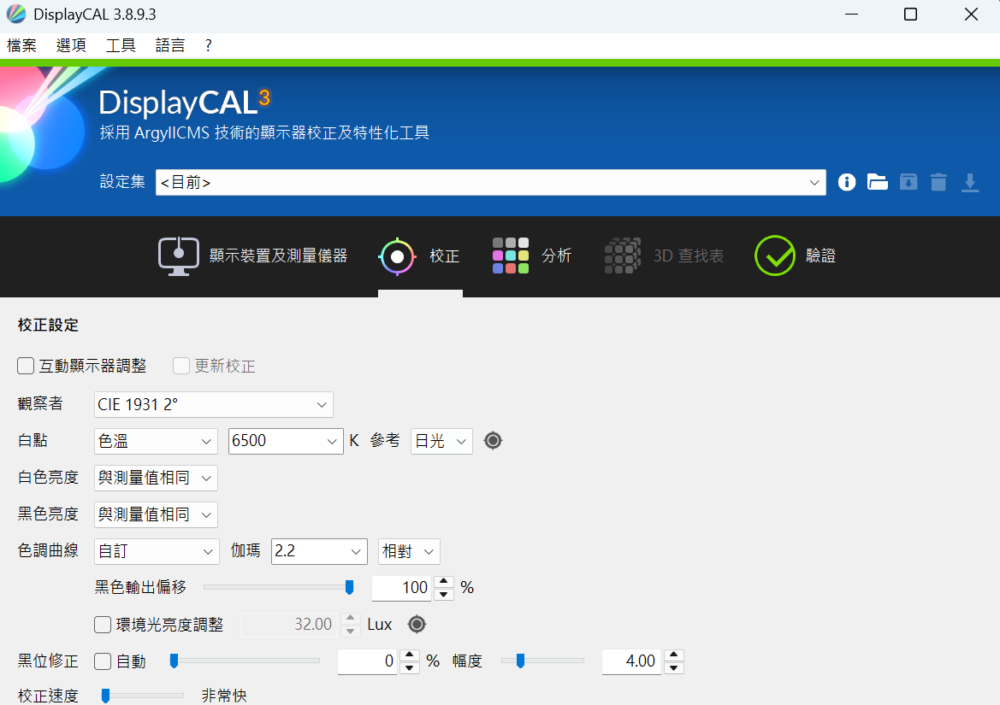 DisplayCAL 3.8.9.3
檔案 選項 工具 語言 ?
DisplayCAL3
採用 ArgyllCMS 技術的顯示器校正及特性化工具
設定集 <目前>
顯示裝置及測量儀器 校正 分析 3D 查找表 驗證
校正設定
互動顯示器調整 更新校正
觀察者 CIE 1931 2°
白點 色溫 6500 K 參考 日光
白色亮度 與測量值相同
黑色亮度 與測量值相同
色調曲線 自訂 伽瑪 2.2 相對
黑色輸出偏移 100 %
環境光亮度調整 32.00 Lux
黑位修正 自動 0 % 幅度 4.00
校正速度 非常快